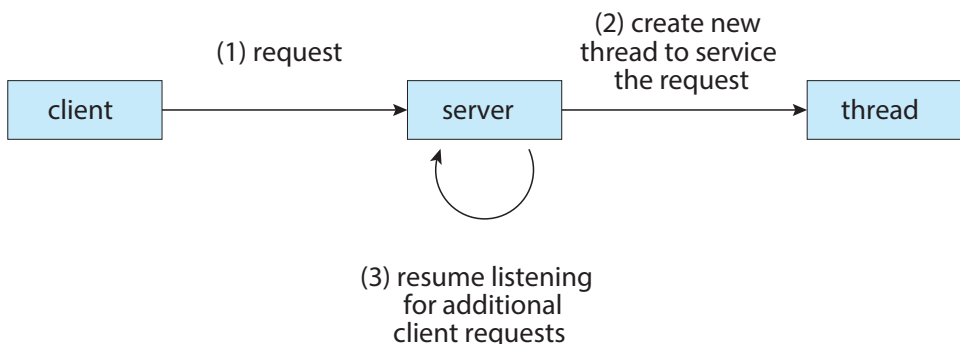 (1) request
(2) create new
thread to service
the request
client
server
thread
(3) resume listening
for additional
client requests